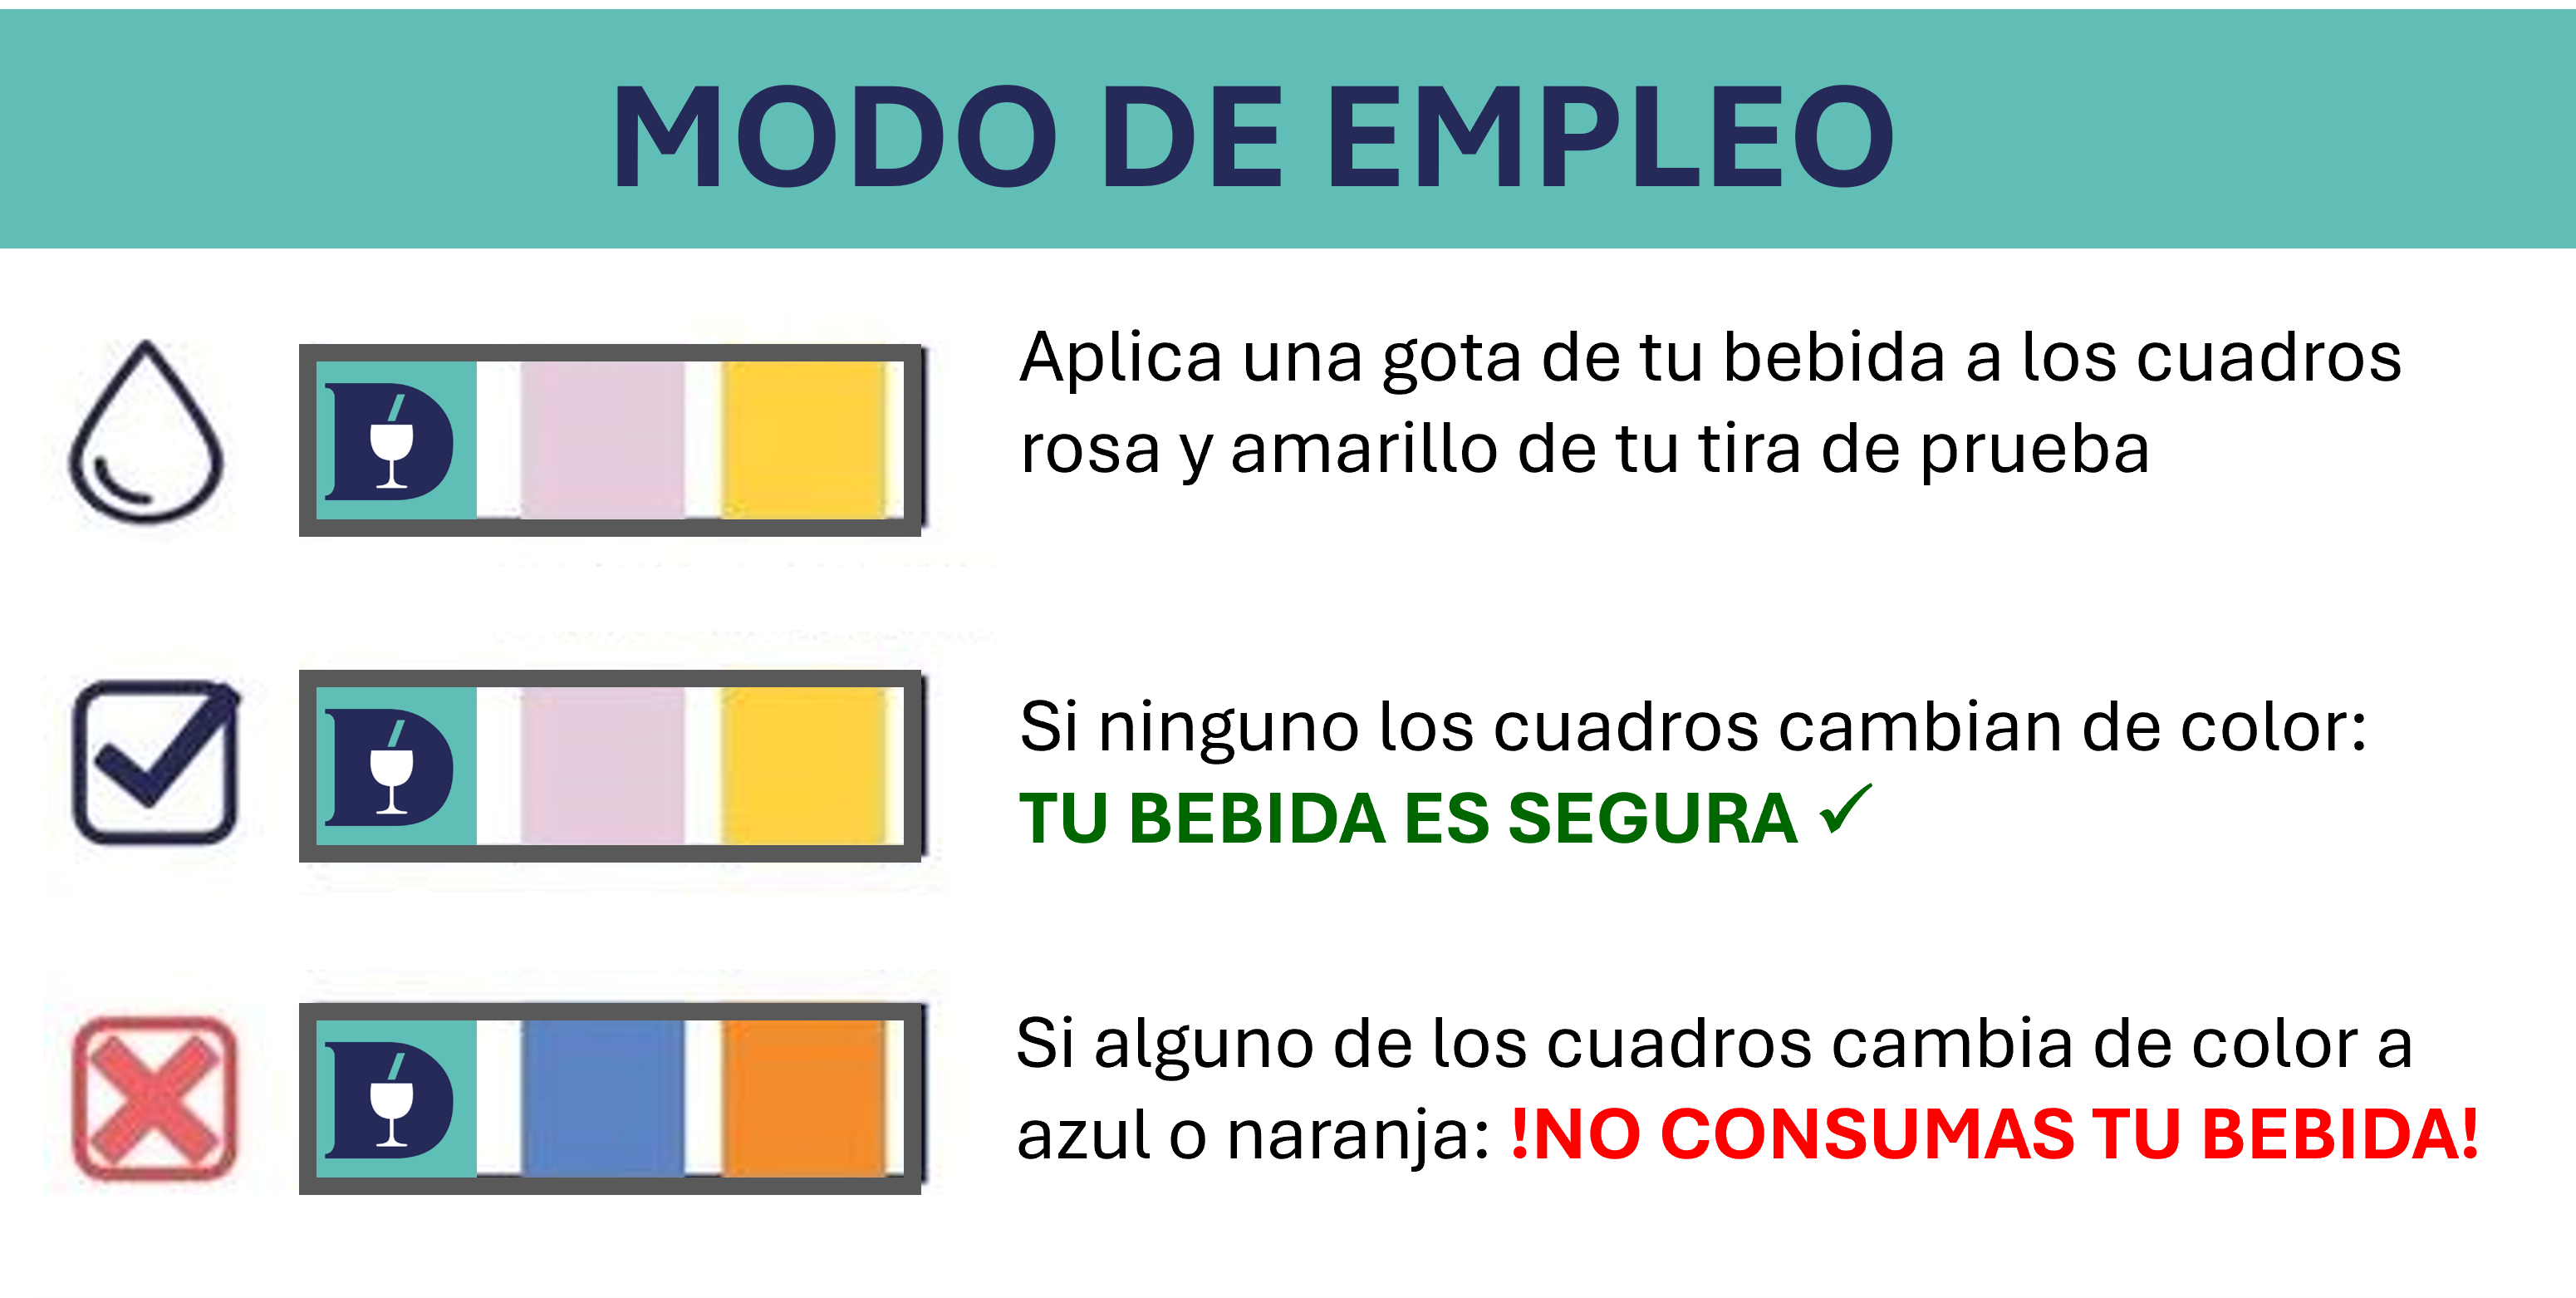 MODO DE EMPLEO
Aplica una gota de tu bebida a los cuadros
rosa y amarillo de tu tira de prueba
Si ninguno los cuadros cambian de color:
TU BEBIDA ES SEGURA ✓
Si alguno de los cuadros cambia de color a
azul o naranja: !NO CONSUMAS TU BEBIDA!